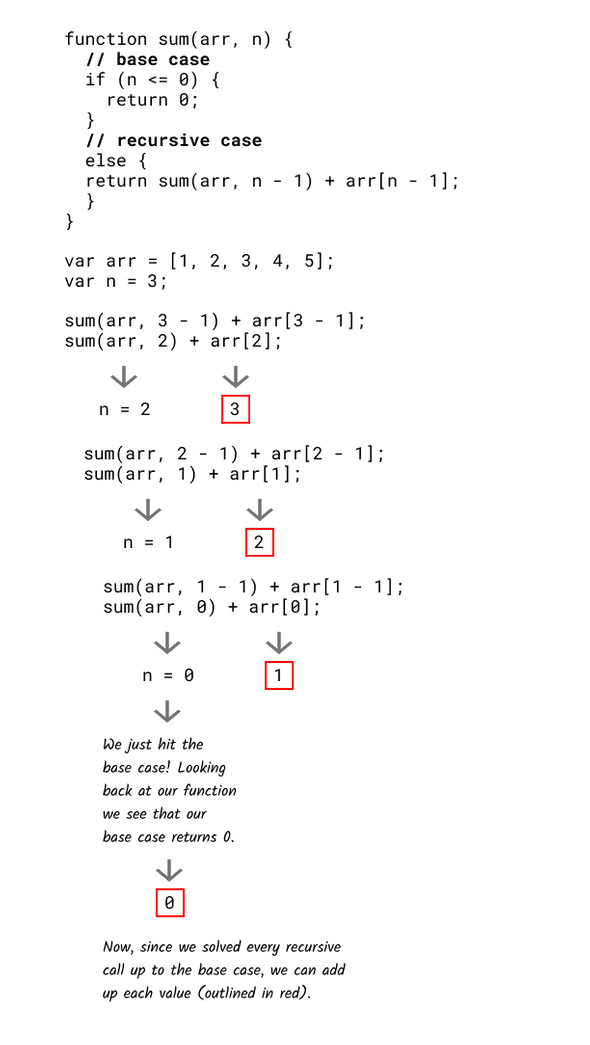 function sum(arr, n) {
// base case
if (n <= 0) {
return 0;
}
// recursive case
else {
return sum(arr, n - 1) + arr[n - 1];
}
}
var arr = [1, 2, 3, 4, 5];
var n = 3;
sum(arr, 3 - 1) + arr[3 - 1];
sum(arr, 2) + arr[2];
n = 2 3
sum(arr, 2 - 1) + arr[2 - 1];
sum(arr, 1) + arr[1];
n = 1 2
sum(arr, 1 - 1) + arr[1 - 1];
sum(arr, 0) + arr[0];
n = 0 1
We just hit the
base case! Looking
back at our function
we see that our
base case returns 0.
0
Now, since we solved every recursive
call up to the base case, we can add
up each value (outlined in red).